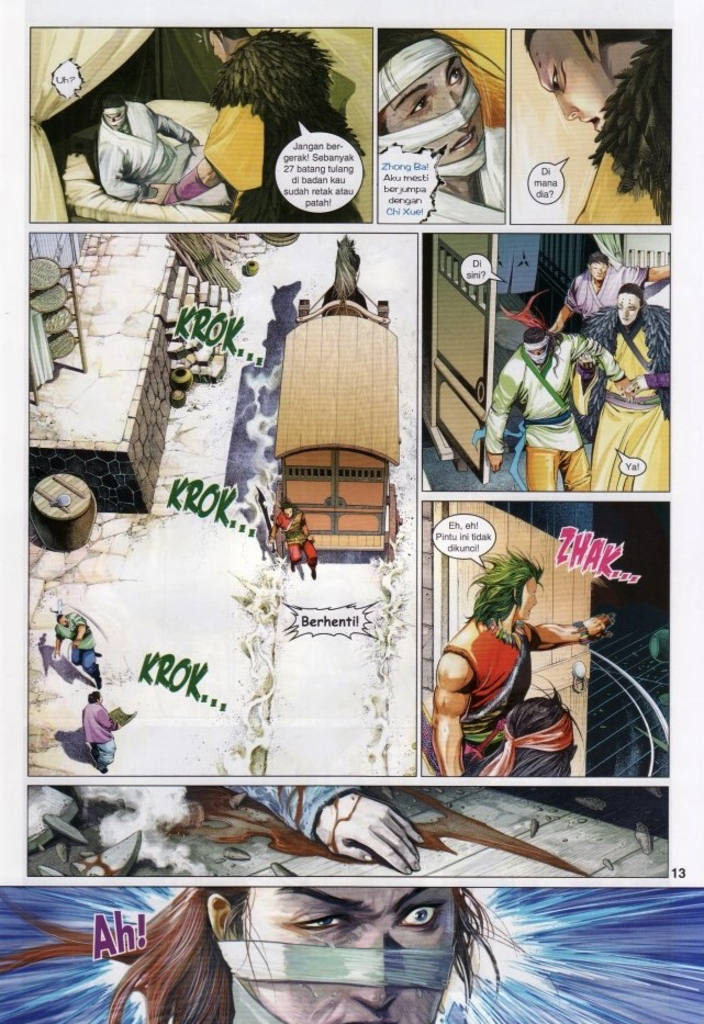 Uh?
Jangan ber-
gerak! Sebanyak
27 batang tulang
di badan kau
sudah retak atau
patah!
Zhong Ba!
Aku mesti
berjumpa
dengan
Chi Xue!
Di
mana
dia?
KROK...
KROK...
Berhenti!
KROK...
Di
sini?
Ya!
Eh, eh!
Pintu ini tidak
dikunci!
ZHAK...
13
Ah!